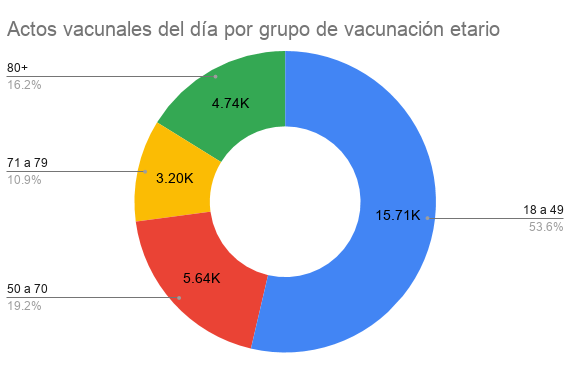 Actos vacunales del día por grupo de vacunación etario
80+
16.2%
4.74K
71 a 79
10.9%
3.20K
15.71K
18 a 49
53.6%
5.64K
50 a 70
19.2%